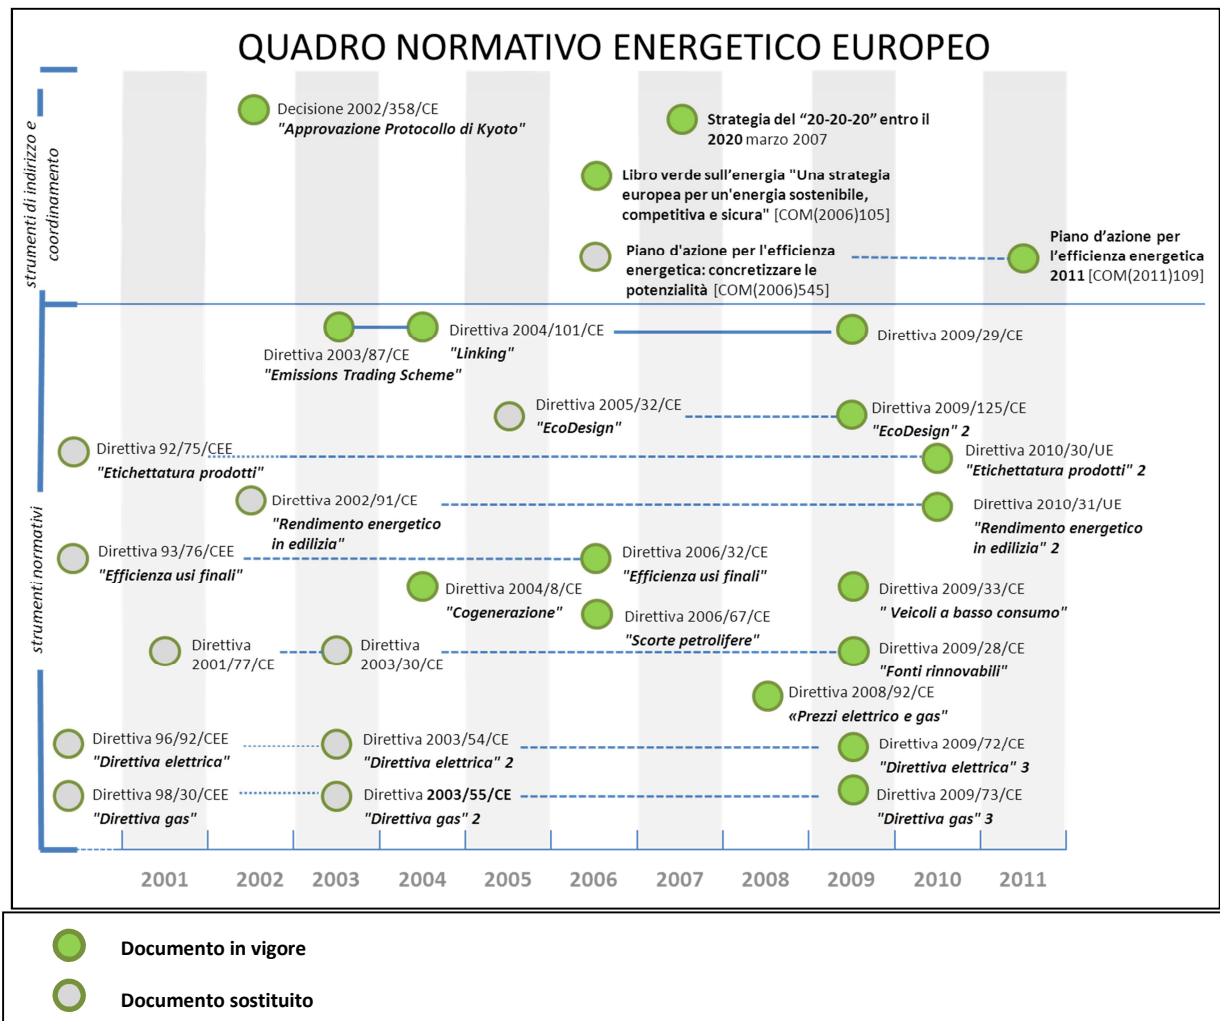 QUADRO NORMATIVO ENERGETICO EUROPEO
strumenti di indirizzo e
coordinamento
Decisione 2002/358/CE
"Approvazione Protocollo di Kyoto"
Strategia del “20-20-20” entro il
2020 marzo 2007
Libro verde sull’energia "Una strategia
europea per un'energia sostenibile,
competitiva e sicura" [COM(2006)105]
Piano d'azione per l'efficienza
energetica: concretizzare le
potenzialità [COM(2006)545]
Piano d’azione per
l’efficienza energetica
2011 [COM(2011)109]
strumenti normativi
Direttiva 2003/87/CE
"Emissions Trading Scheme"
Direttiva 2004/101/CE
"Linking"
Direttiva 2009/29/CE
Direttiva 2005/32/CE
"EcoDesign"
Direttiva 2009/125/CE
"EcoDesign" 2
Direttiva 92/75/CEE
"Etichettatura prodotti"
Direttiva 2010/30/UE
"Etichettatura prodotti" 2
Direttiva 2002/91/CE
"Rendimento energetico
in edilizia"
Direttiva 2010/31/UE
"Rendimento energetico
in edilizia" 2
Direttiva 93/76/CEE
"Efficienza usi finali"
Direttiva 2006/32/CE
"Efficienza usi finali"
Direttiva 2004/8/CE
"Cogenerazione"
Direttiva 2009/33/CE
" Veicoli a basso consumo"
Direttiva 2006/67/CE
"Scorte petrolifere"
Direttiva
2001/77/CE
Direttiva
2003/30/CE
Direttiva 2009/28/CE
"Fonti rinnovabili"
Direttiva 2008/92/CE
«Prezzi elettrico e gas"
Direttiva 96/92/CEE
"Direttiva elettrica"
Direttiva 2003/54/CE
"Direttiva elettrica" 2
Direttiva 2009/72/CE
"Direttiva elettrica" 3
Direttiva 98/30/CEE
"Direttiva gas"
Direttiva 2003/55/CE
"Direttiva gas" 2
Direttiva 2009/73/CE
"Direttiva gas" 3
2001 2002 2003 2004 2005 2006 2007 2008 2009 2010 2011
Documento in vigore
Documento sostituito